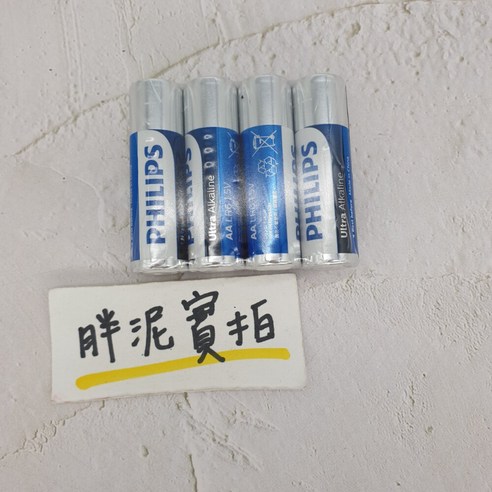 PHILIPS
Ultra Alkaline
AA LR6 1.5V
PHILIPS
Ultra Alkaline
胖泥實拍